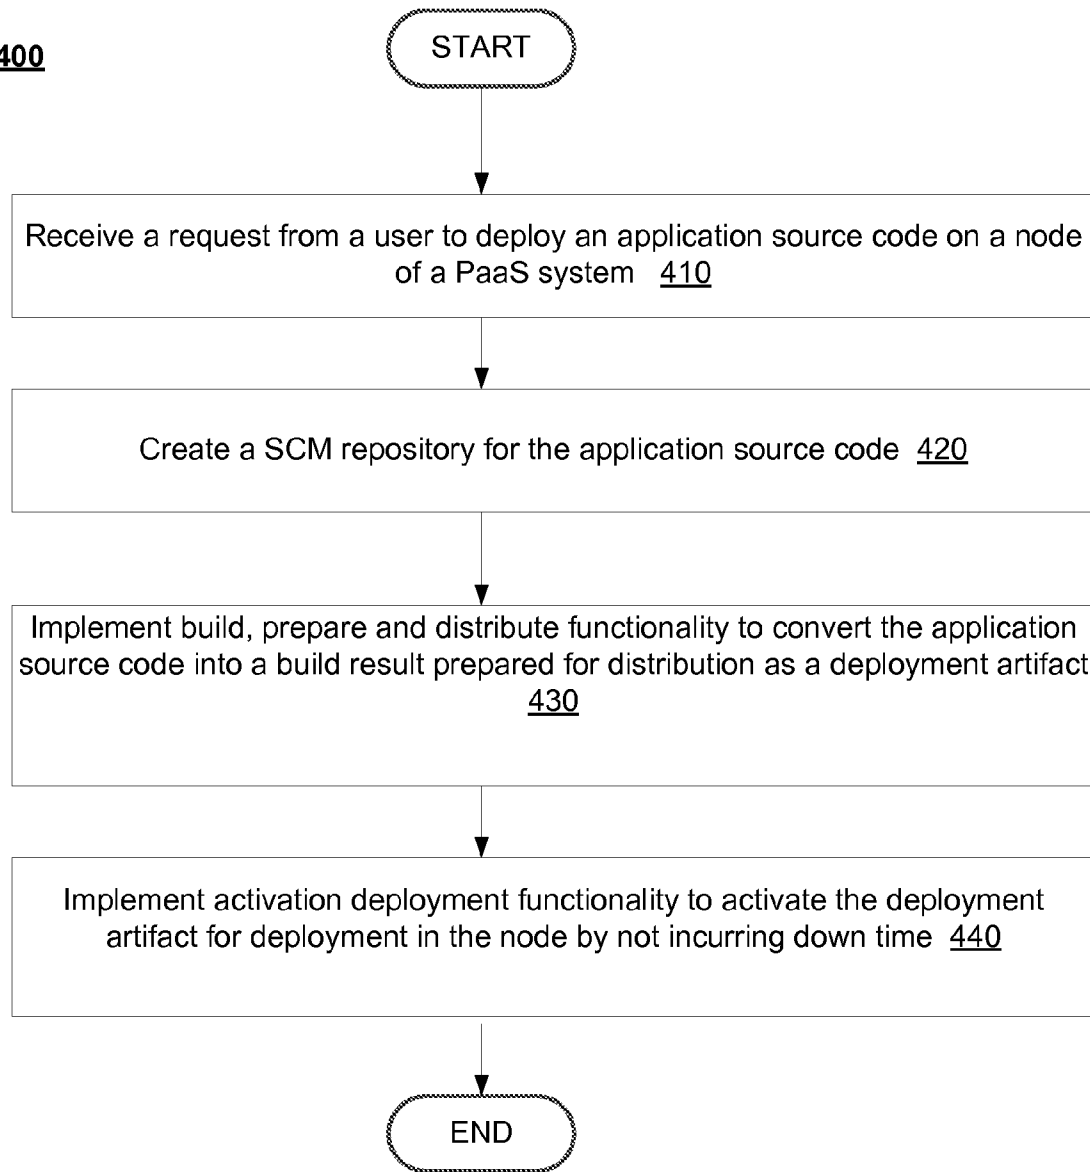 400
START
Receive a request from a user to deploy an application source code on a node
of a PaaS system 410
Create a SCM repository for the application source code 420
Implement build, prepare and distribute functionality to convert the application
source code into a build result prepared for distribution as a deployment artifact
430
Implement activation deployment functionality to activate the deployment
artifact for deployment in the node by not incurring down time 440
END